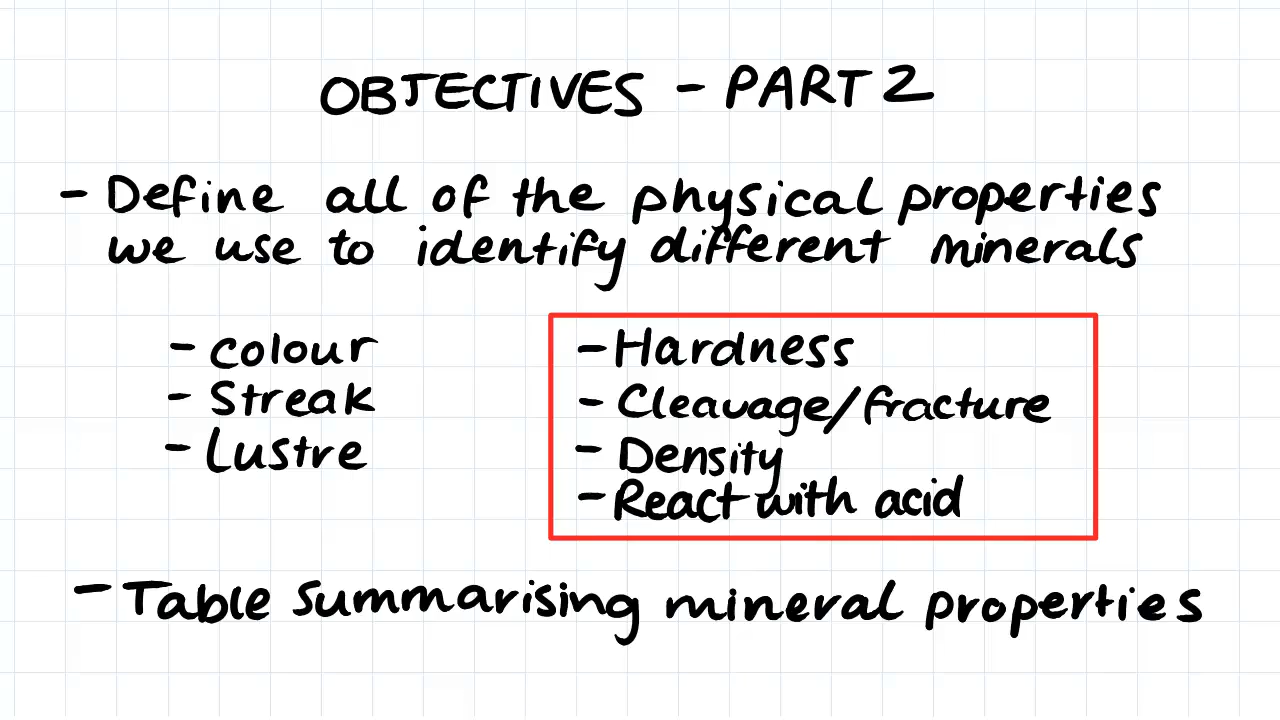 OBJECTIVES - PART 2
- Define all of the physical properties
we use to identify different minerals
- colour
- Streak
- Lustre
- Hardness
- Cleavage/fracture
- Density
- React with acid
- Table summarising mineral properties